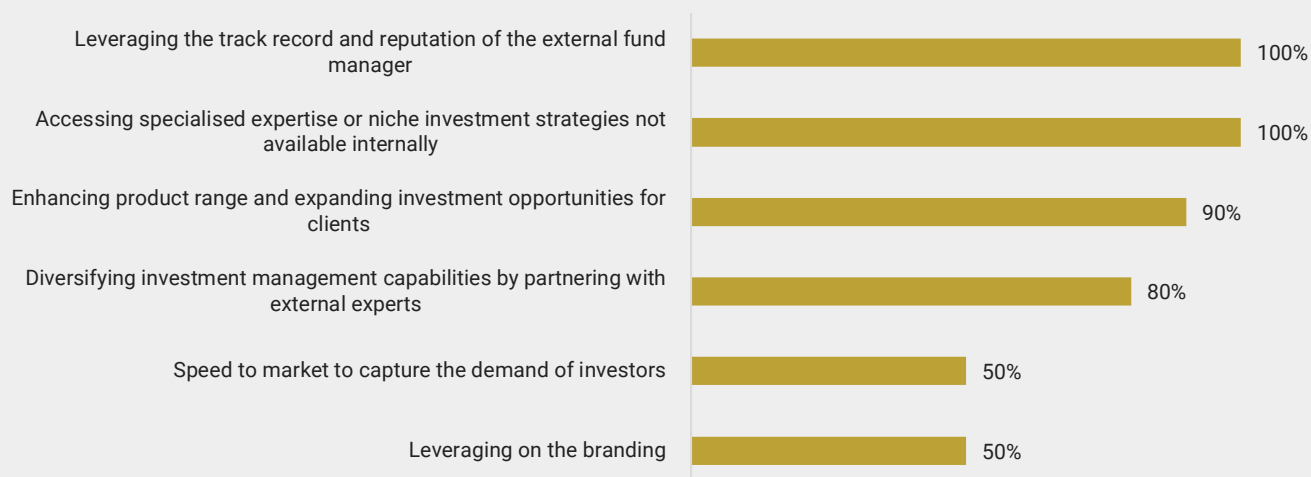 Leveraging the track record and reputation of the external fund
manager
100%
Accessing specialised expertise or niche investment strategies not
available internally
100%
Enhancing product range and expanding investment opportunities for
clients
90%
Diversifying investment management capabilities by partnering with
external experts
80%
Speed to market to capture the demand of investors
50%
Leveraging on the branding
50%